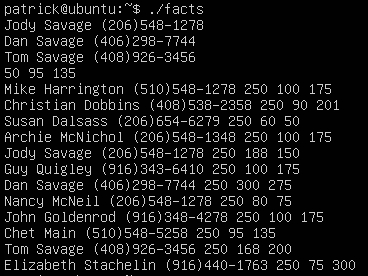 patrick@ubuntu:~$ ./facts
Jody Savage (206)548-1278
Dan Savage (406)298-7744
Tom Savage (408)926-3456
50 95 135
Mike Harrington (510)548-1278 250 100 175
Christian Dobbins (408)538-2358 250 90 201
Susan Dalsass (206)654-6279 250 60 50
Archie McNichol (206)548-1348 250 100 175
Jody Savage (206)548-1278 250 188 150
Guy Quigley (916)343-6410 250 100 175
Dan Savage (406)298-7744 250 300 275
Nancy McNeil (206)548-1278 250 80 75
John Goldenrod (916)348-4278 250 100 175
Chet Main (510)548-5258 250 95 135
Tom Savage (408)926-3456 250 168 200
Elizabeth Stachelin (916)440-1763 250 75 300